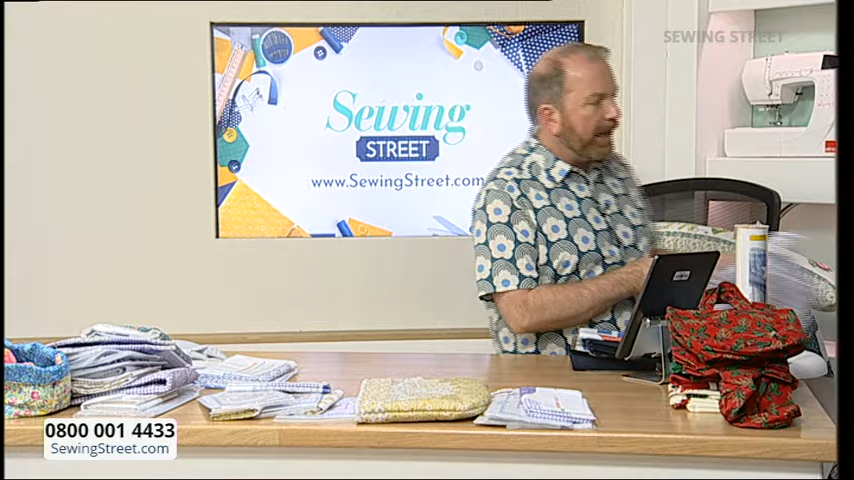 SEWING STREET
Sewing
STREET
www.SewingStreet.com
0800 001 4433
SewingStreet.com